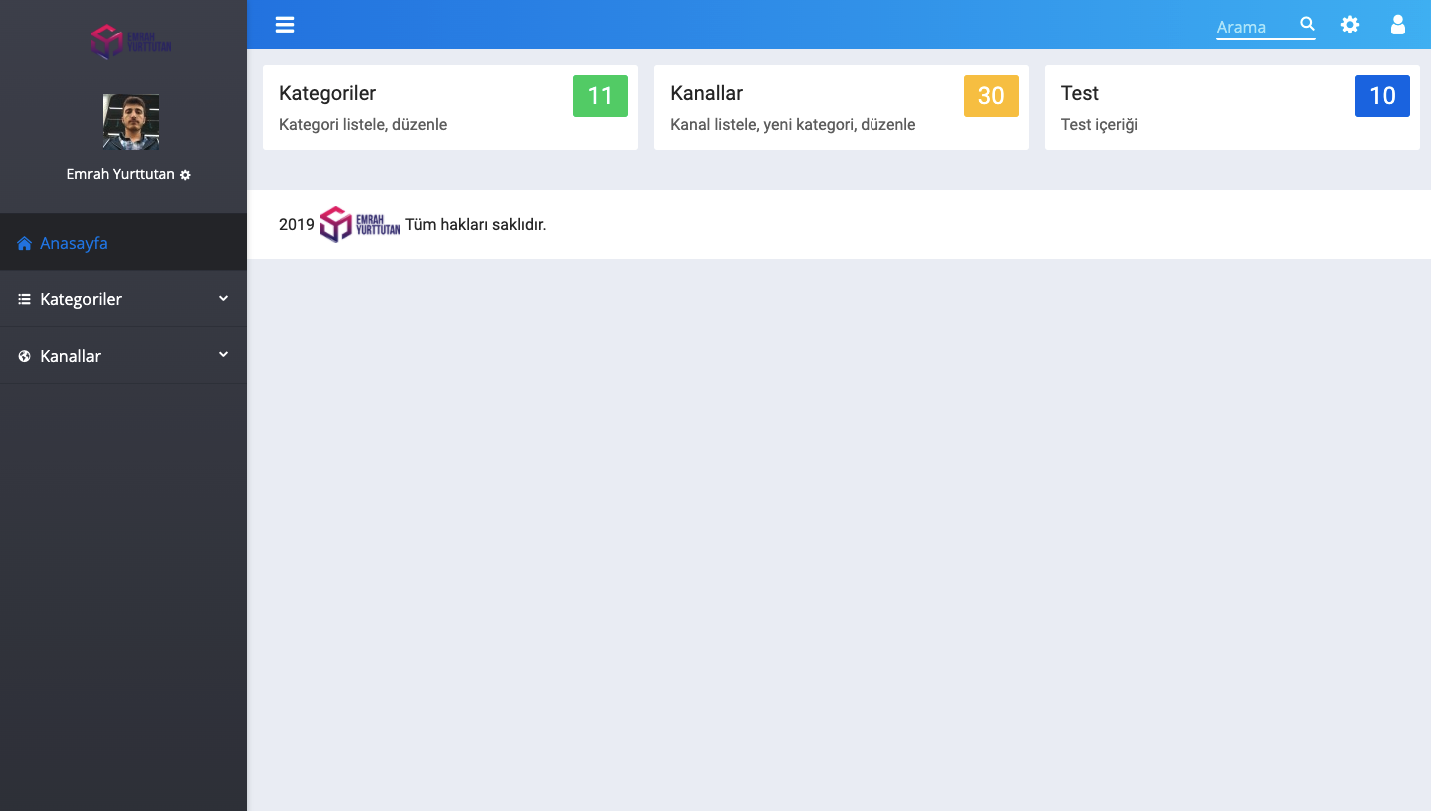 EMRAH
YURTTUTAN
Emrah Yurttutan
Anasayfa
Kategoriler
Kanallar
Arama
Kategoriler
11
Kategori listele, düzenle
Kanallar
30
Kanal listele, yeni kategori, düzenle
Test
10
Test içeriği
2019 EMRAH YURTTUTAN Tüm hakları saklıdır.